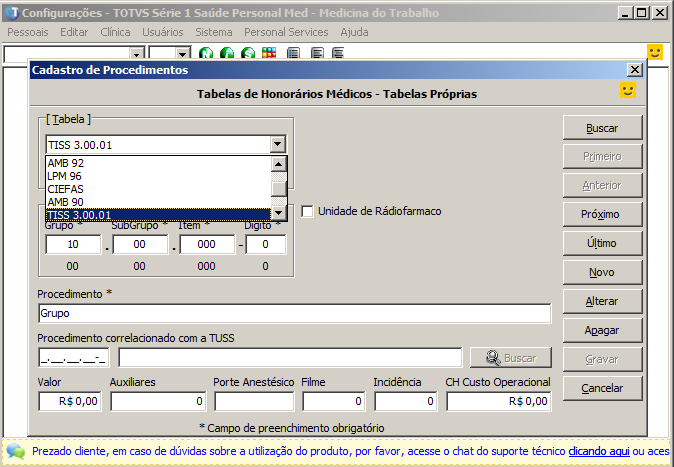 Configurações - TOTVS Série 1 Saúde Personal Med - Medicina do Trabalho
Pessoais Editar Clínica Usuários Sistema Personal Services Ajuda
Cadastro de Procedimentos
Tabelas de Honorários Médicos - Tabelas Próprias
[ Tabela ]
TISS 3.00.01
AMB 92
LPM 96
CIEFAS
AMB 90
TISS 3.00.01
Unidade de Rádiofarmaco
Grupo * SubGrupo * Item * Dígito *
10 . 00 . 000 - 0
00 00 000 0
Procedimento *
Grupo
Procedimento correlacionado com a TUSS
_.__.__.__-_
Buscar
Valor Auxiliares Porte Anestésico Filme Incidência CH Custo Operacional
R$ 0,00 0 0 0 R$ 0,00
* Campo de preenchimento obrigatório
Buscar
Primeiro
Anterior
Próximo
Último
Novo
Alterar
Apagar
Gravar
Cancelar
Prezado cliente, em caso de dúvidas sobre a utilização do produto, por favor, acesse o chat do suporte técnico clicando aqui ou aces